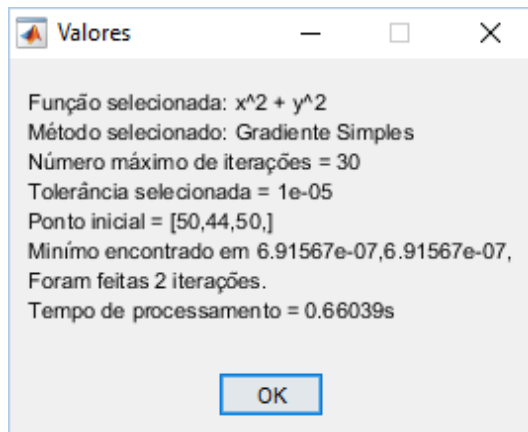 Valores
Função selecionada: x^2 + y^2
Método selecionado: Gradiente Simples
Número máximo de iterações = 30
Tolerância selecionada = 1e-05
Ponto inicial = [50,44,50,]
Minímo encontrado em 6.91567e-07,6.91567e-07,
Foram feitas 2 iterações.
Tempo de processamento = 0.66039s
OK